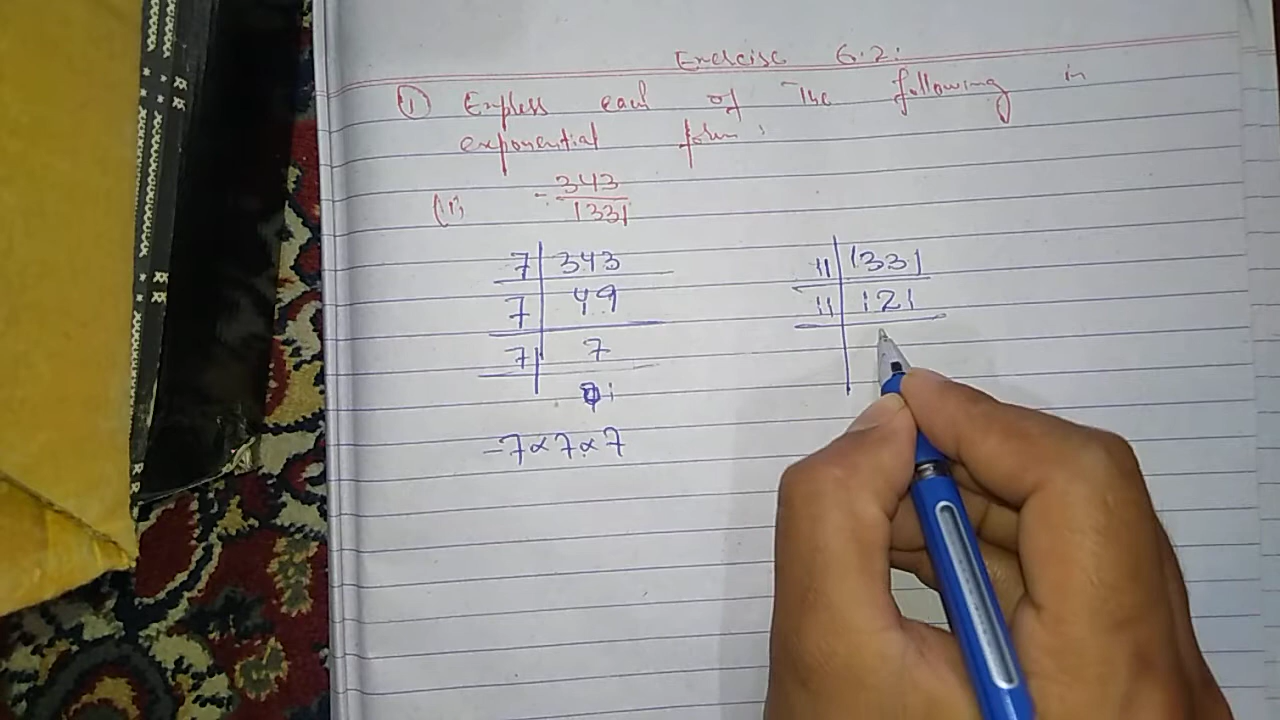 Exercise 6.2:
① Express each of the following in
exponential form:
(ii) -343/1331
7 | 343
7 | 49
7 | 7
1
11 | 1331
11 | 121
-7×7×7